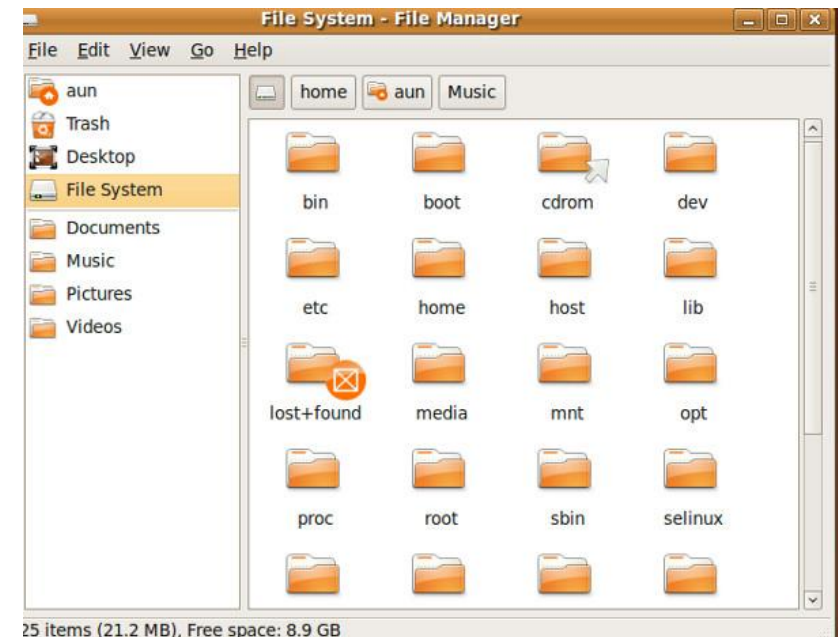 File System - File Manager
File Edit View Go Help
aun
Trash
Desktop
File System
Documents
Music
Pictures
Videos
home aun Music
bin boot cdrom dev
etc home host lib
lost+found media mnt opt
proc root sbin selinux
25 items (21.2 MB), Free space: 8.9 GB